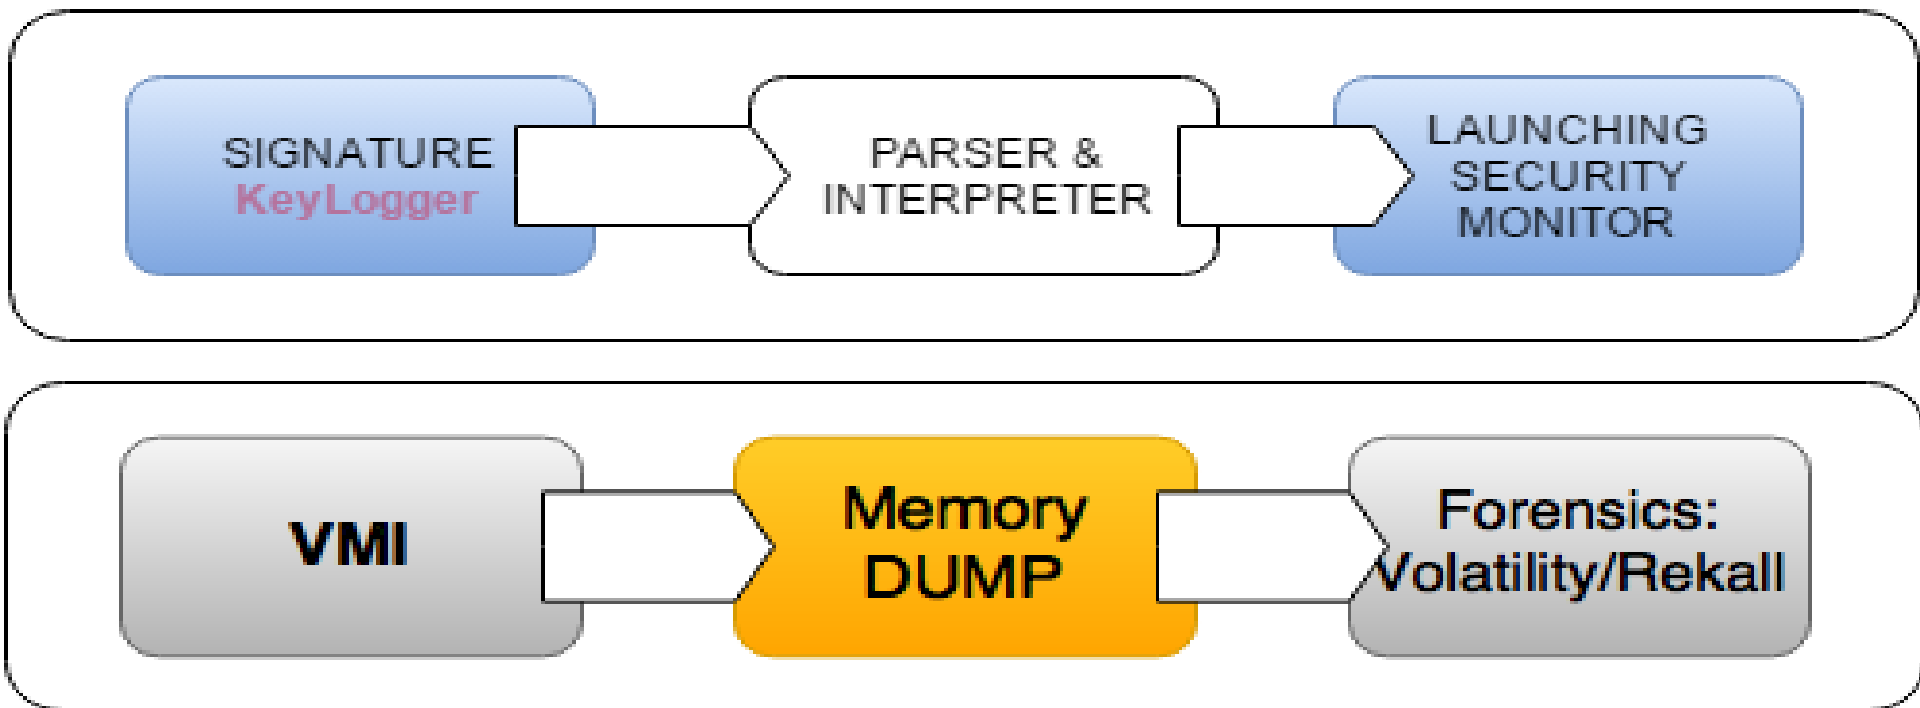 SIGNATURE
KeyLogger
PARSER &
INTERPRETER
LAUNCHING
SECURITY
MONITOR
VMI
Memory
DUMP
Forensics:
Volatility/Rekall